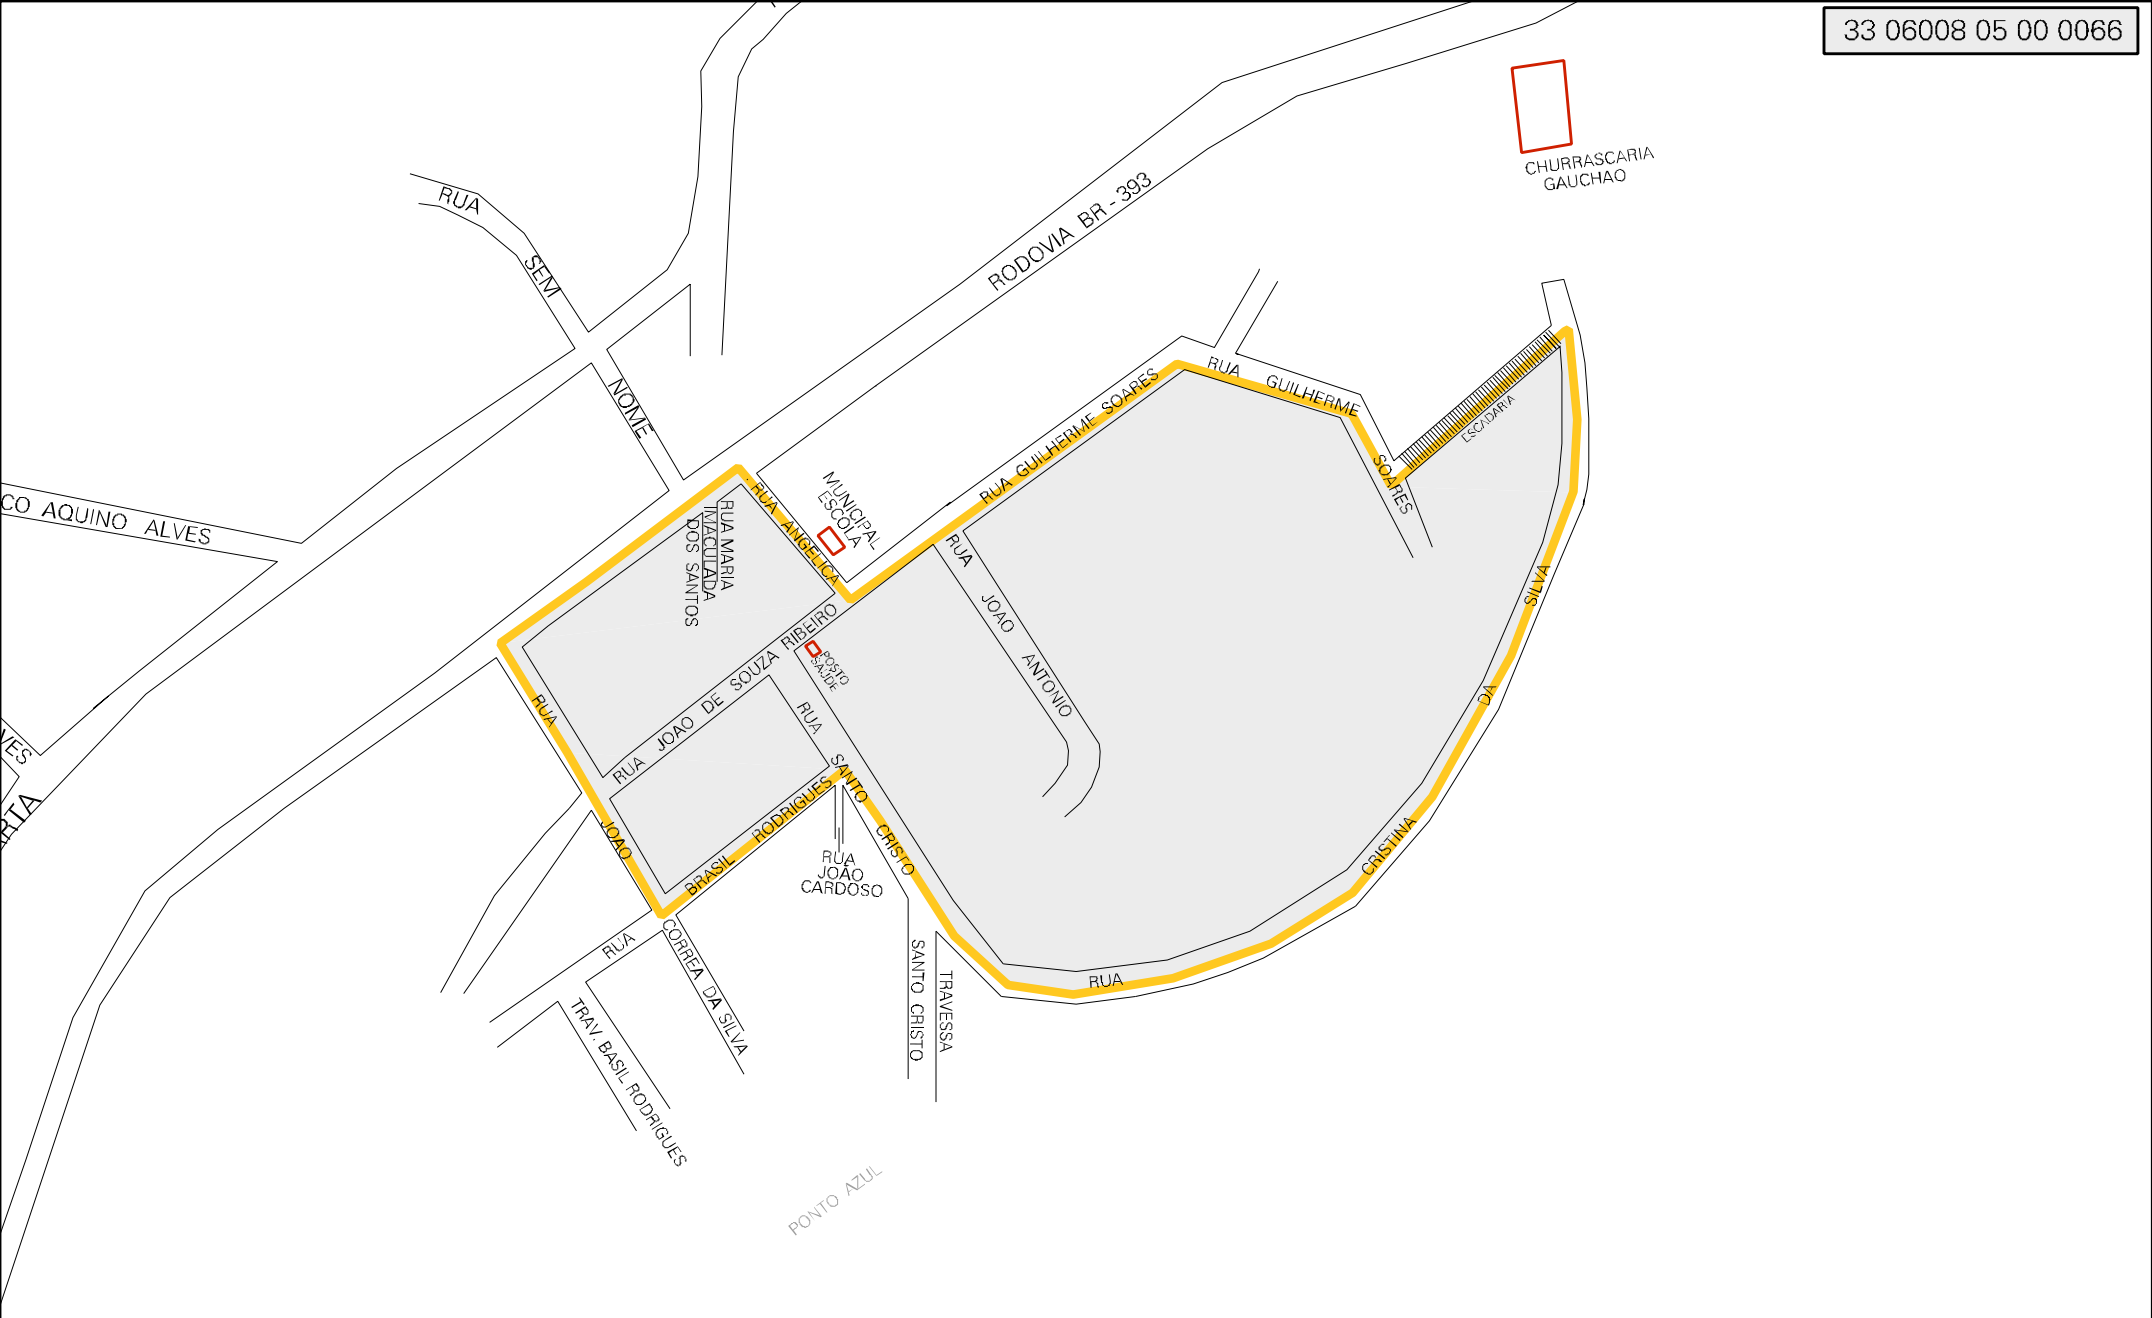 33 06008 05 00 0066
CHURRASCARIA
GAUCHAO
RUA
SEM
NOME
RODOVIA BR - 393
RUA GUILHERME SOARES
RUA GUILHERME SOARES
ESCADARIA
MUNICIPAL
ESCOLA
RUA ANGELICA
RUA MARIA
IMACULADA
DOS SANTOS
CO AQUINO ALVES
RUA JOAO ANTONIO
RUA JOAO DE SOUZA RIBEIRO
POSTO
SAUDE
RUA SANTO CRISTO
RUA JOAO CORREA DA SILVA
RUA BRASIL RODRIGUES
RUA
JOÃO
CARDOSO
VES
RTA
SANTO CRISTO
TRAVESSA
RUA CRISTINA DA SILVA
TRAV. BASIL RODRIGUES
PONTO AZUL